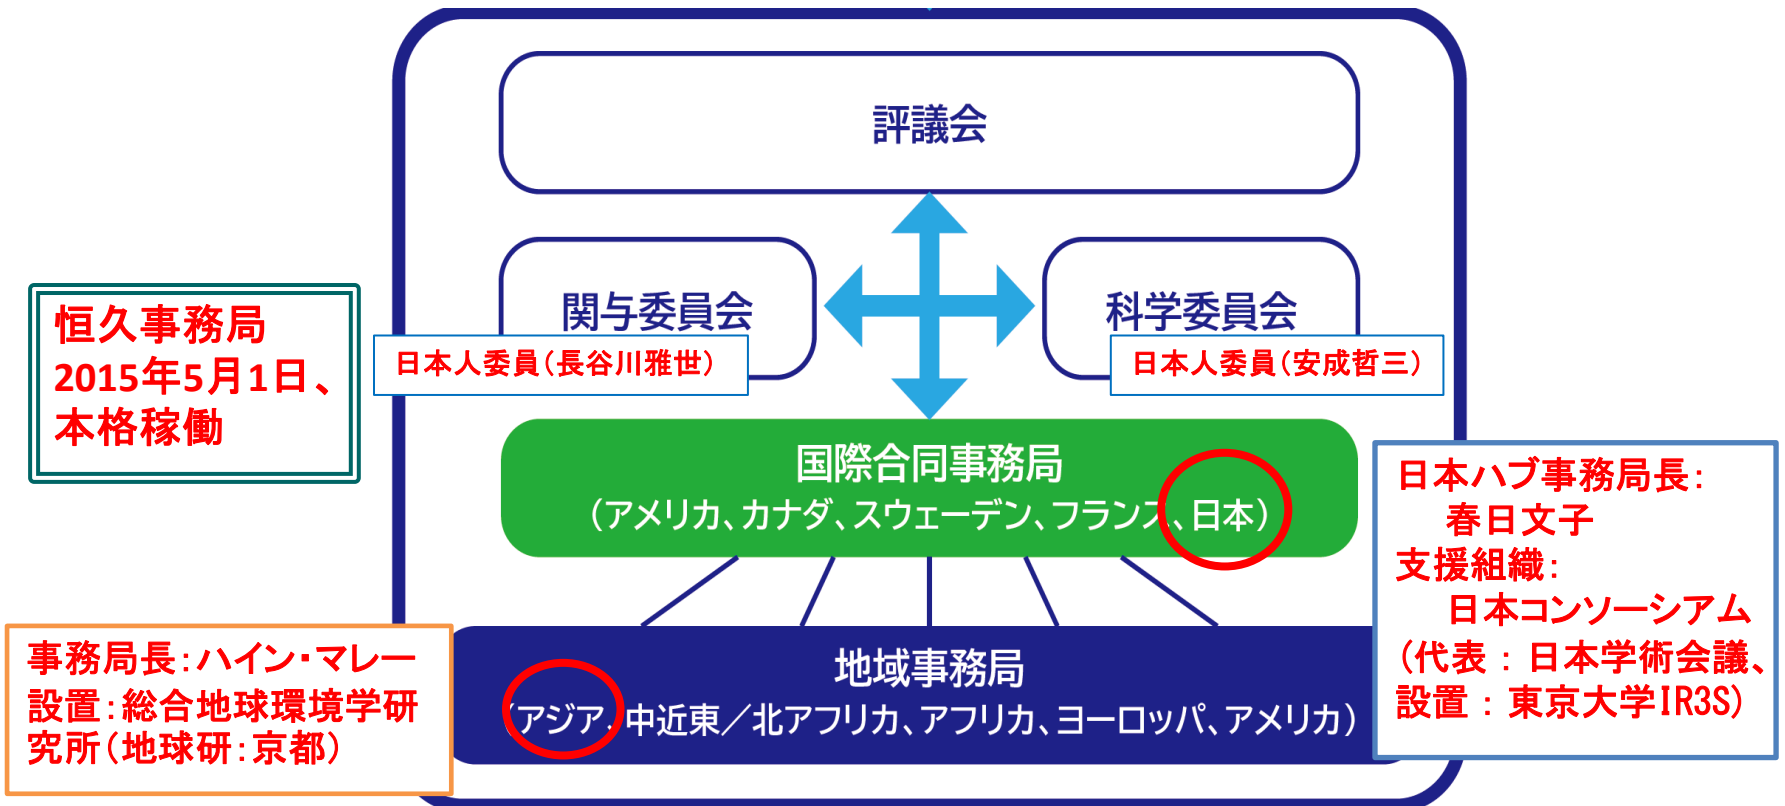 評議会
関与委員会
科学委員会
日本人委員(長谷川雅世)
日本人委員(安成哲三)
恒久事務局
2015年5月1日、
本格稼働
国際合同事務局
(アメリカ、カナダ、スウェーデン、フランス、日本)
日本ハブ事務局長:
春日文子
支援組織:
日本コンソーシアム
(代表:日本学術会議、
設置:東京大学IR3S)
地域事務局
(アジア、中近東/北アフリカ、アフリカ、ヨーロッパ、アメリカ)
事務局長:ハイン・マレー
設置:総合地球環境学研
究所(地球研:京都)